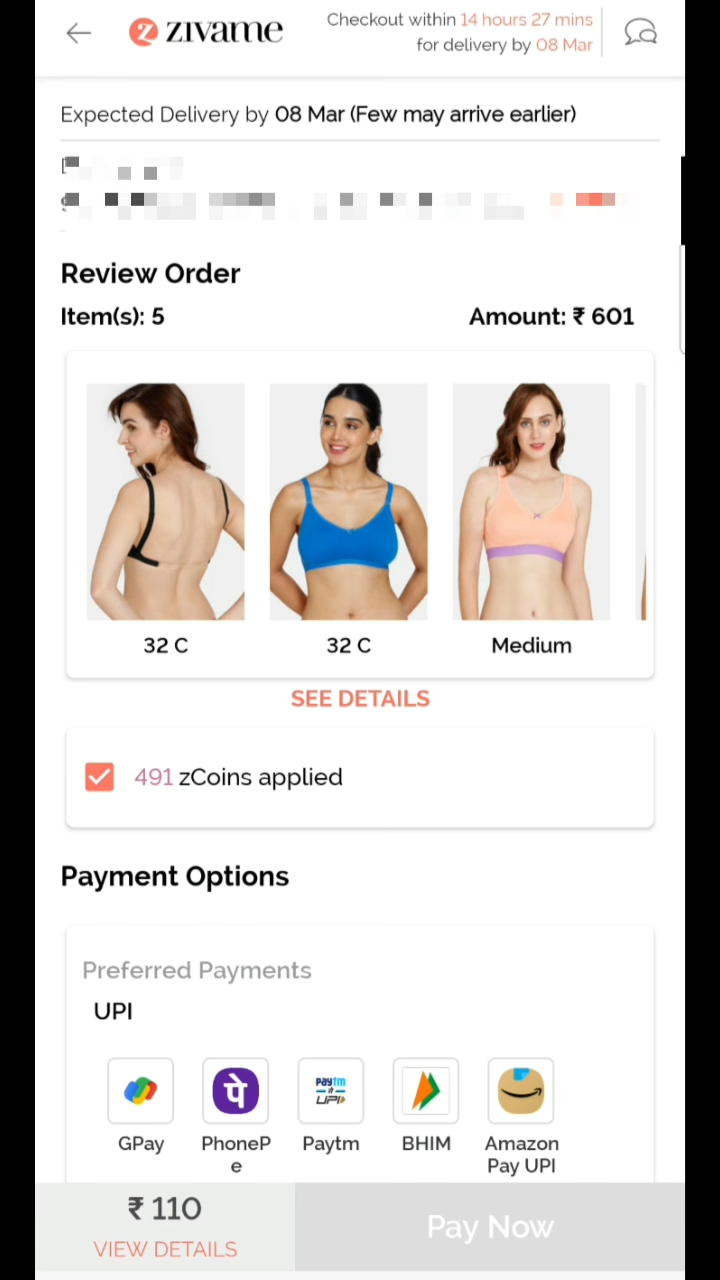 zivame
Checkout within 14 hours 27 mins
for delivery by 08 Mar
Expected Delivery by 08 Mar (Few may arrive earlier)
Review Order
Item(s): 5
Amount: ₹ 601
32 C
32 C
Medium
SEE DETAILS
491 zCoins applied
Payment Options
Preferred Payments
UPI
पे
Paytm
UPI
GPay
PhoneP
e
Paytm
BHIM
Amazon
Pay UPI
₹ 110
VIEW DETAILS
Pay Now